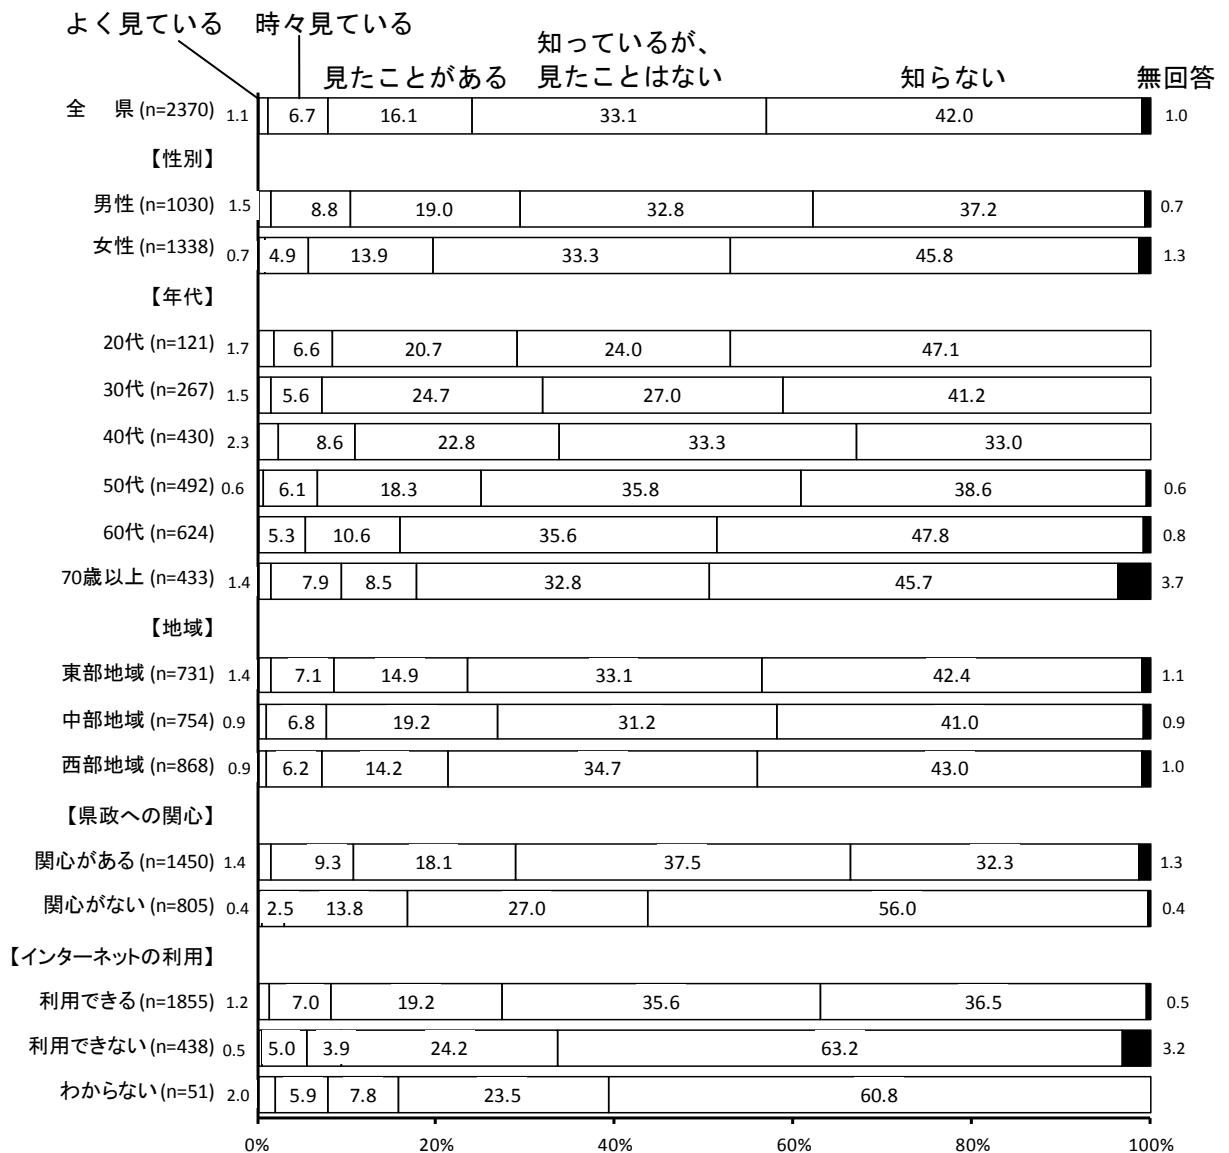 よく見ている 時々見ている
知っているが、
見たことがある 見たことはない 知らない 無回答
全 県 (n=2370) 1.1 6.7 16.1 33.1 42.0 1.0
【性別】
男性 (n=1030) 1.5 8.8 19.0 32.8 37.2 0.7
女性 (n=1338) 0.7 4.9 13.9 33.3 45.8 1.3
【年代】
20代 (n=121) 1.7 6.6 20.7 24.0 47.1
30代 (n=267) 1.5 5.6 24.7 27.0 41.2
40代 (n=430) 2.3 8.6 22.8 33.3 33.0
50代 (n=492) 0.6 6.1 18.3 35.8 38.6 0.6
60代 (n=624) 5.3 10.6 35.6 47.8 0.8
70歳以上 (n=433) 1.4 7.9 8.5 32.8 45.7 3.7
【地域】
東部地域 (n=731) 1.4 7.1 14.9 33.1 42.4 1.1
中部地域 (n=754) 0.9 6.8 19.2 31.2 41.0 0.9
西部地域 (n=868) 0.9 6.2 14.2 34.7 43.0 1.0
【県政への関心】
関心がある (n=1450) 1.4 9.3 18.1 37.5 32.3 1.3
関心がない (n=805) 0.4 2.5 13.8 27.0 56.0 0.4
【インターネットの利用】
利用できる (n=1855) 1.2 7.0 19.2 35.6 36.5 0.5
利用できない (n=438) 0.5 5.0 3.9 24.2 63.2 3.2
わからない (n=51) 2.0 5.9 7.8 23.5 60.8
0% 20% 40% 60% 80% 100%